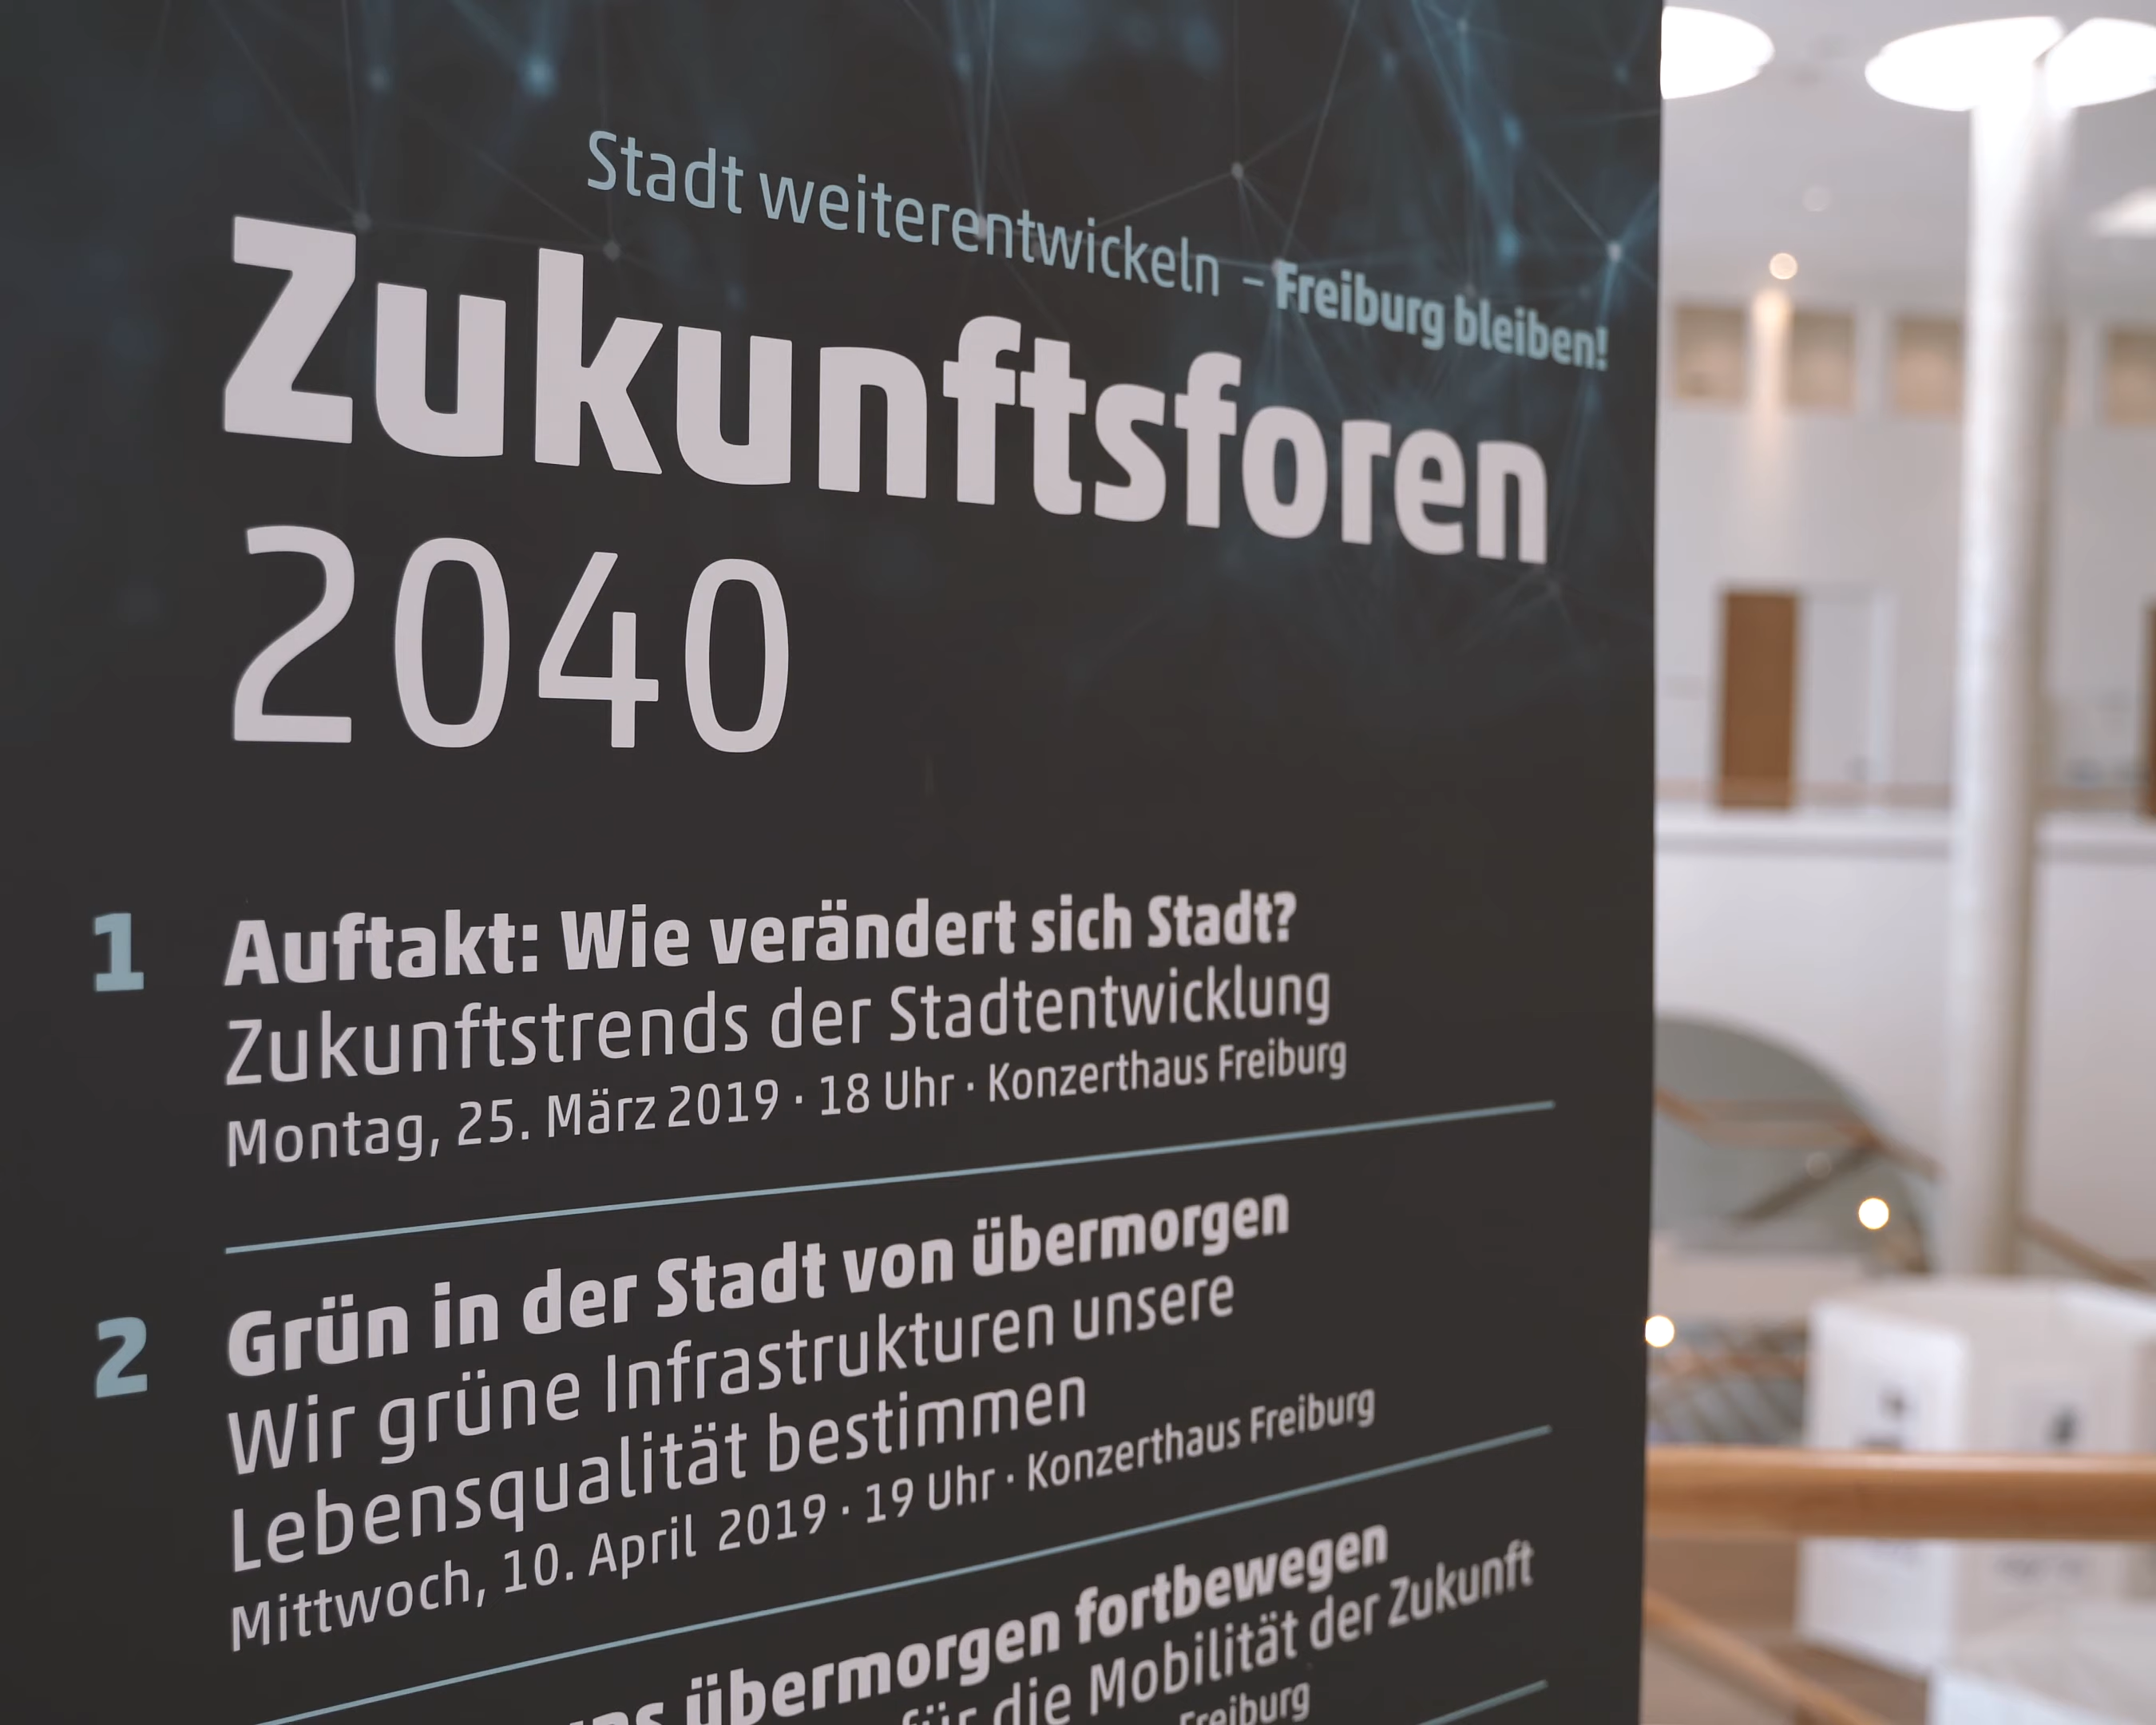 Stadt weiterentwickeln – Freiburg bleiben!
Zukunftsforen
2040
1
Auftakt: Wie verändert sich Stadt?
Zukunftstrends der Stadtentwicklung
Montag, 25. März 2019 · 18 Uhr · Konzerthaus Freiburg
2
Grün in der Stadt von übermorgen
Wir grüne Infrastrukturen unsere
Lebensqualität bestimmen
Mittwoch, 10. April 2019 · 19 Uhr · Konzerthaus Freiburg
übermorgen fortbewegen
für die Mobilität der Zukunft
Freiburg